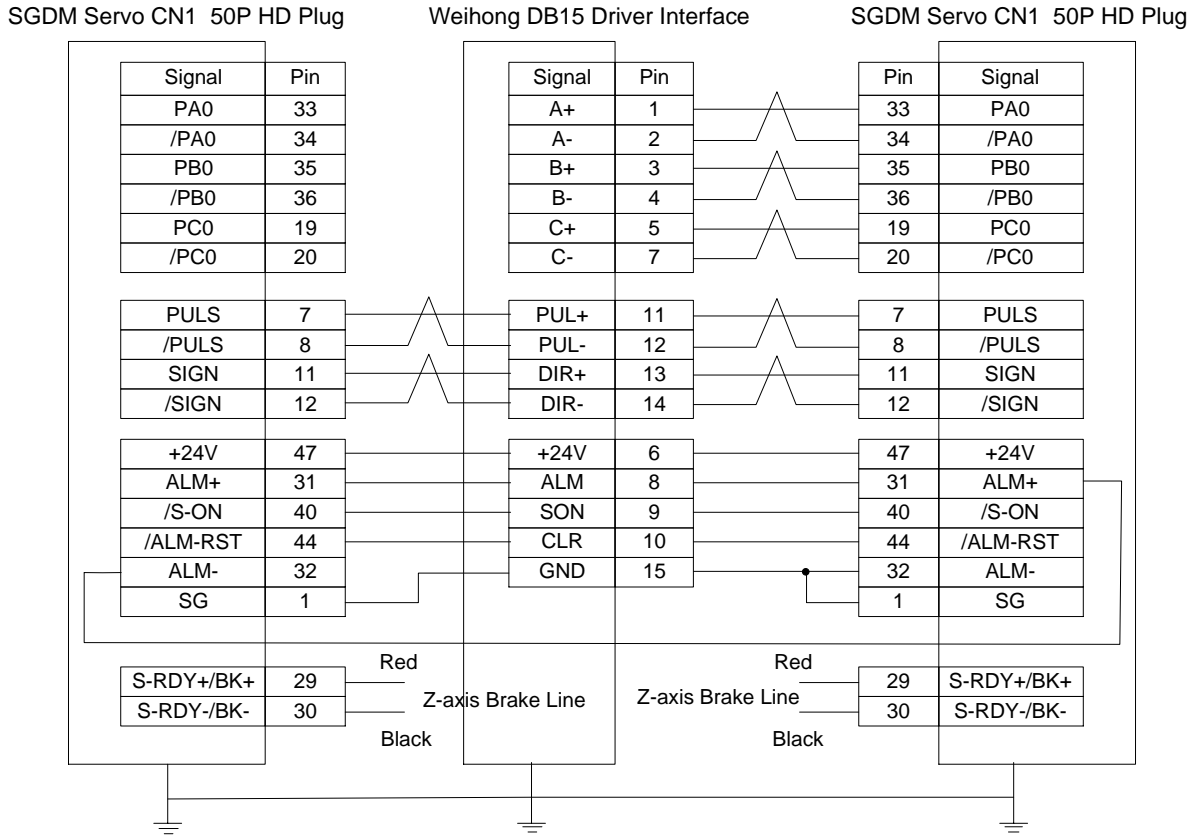 SGDM Servo CN1 50P HD Plug Weihong DB15 Driver Interface SGDM Servo CN1 50P HD Plug
Signal Pin Signal Pin Pin Signal
PA0 33 A+ 1 33 PA0
/PA0 34 A- 2 34 /PA0
PB0 35 B+ 3 35 PB0
/PB0 36 B- 4 36 /PB0
PC0 19 C+ 5 19 PC0
/PC0 20 C- 7 20 /PC0
PULS 7 PUL+ 11 7 PULS
/PULS 8 PUL- 12 8 /PULS
SIGN 11 DIR+ 13 11 SIGN
/SIGN 12 DIR- 14 12 /SIGN
+24V 47 +24V 6 47 +24V
ALM+ 31 ALM 8 31 ALM+
/S-ON 40 SON 9 40 /S-ON
/ALM-RST 44 CLR 10 44 /ALM-RST
ALM- 32 GND 15 32 ALM-
SG 1 1 SG
Red Red
S-RDY+/BK+ 29 29 S-RDY+/BK+
Z-axis Brake Line Z-axis Brake Line
S-RDY-/BK- 30 30 S-RDY-/BK-
Black Black